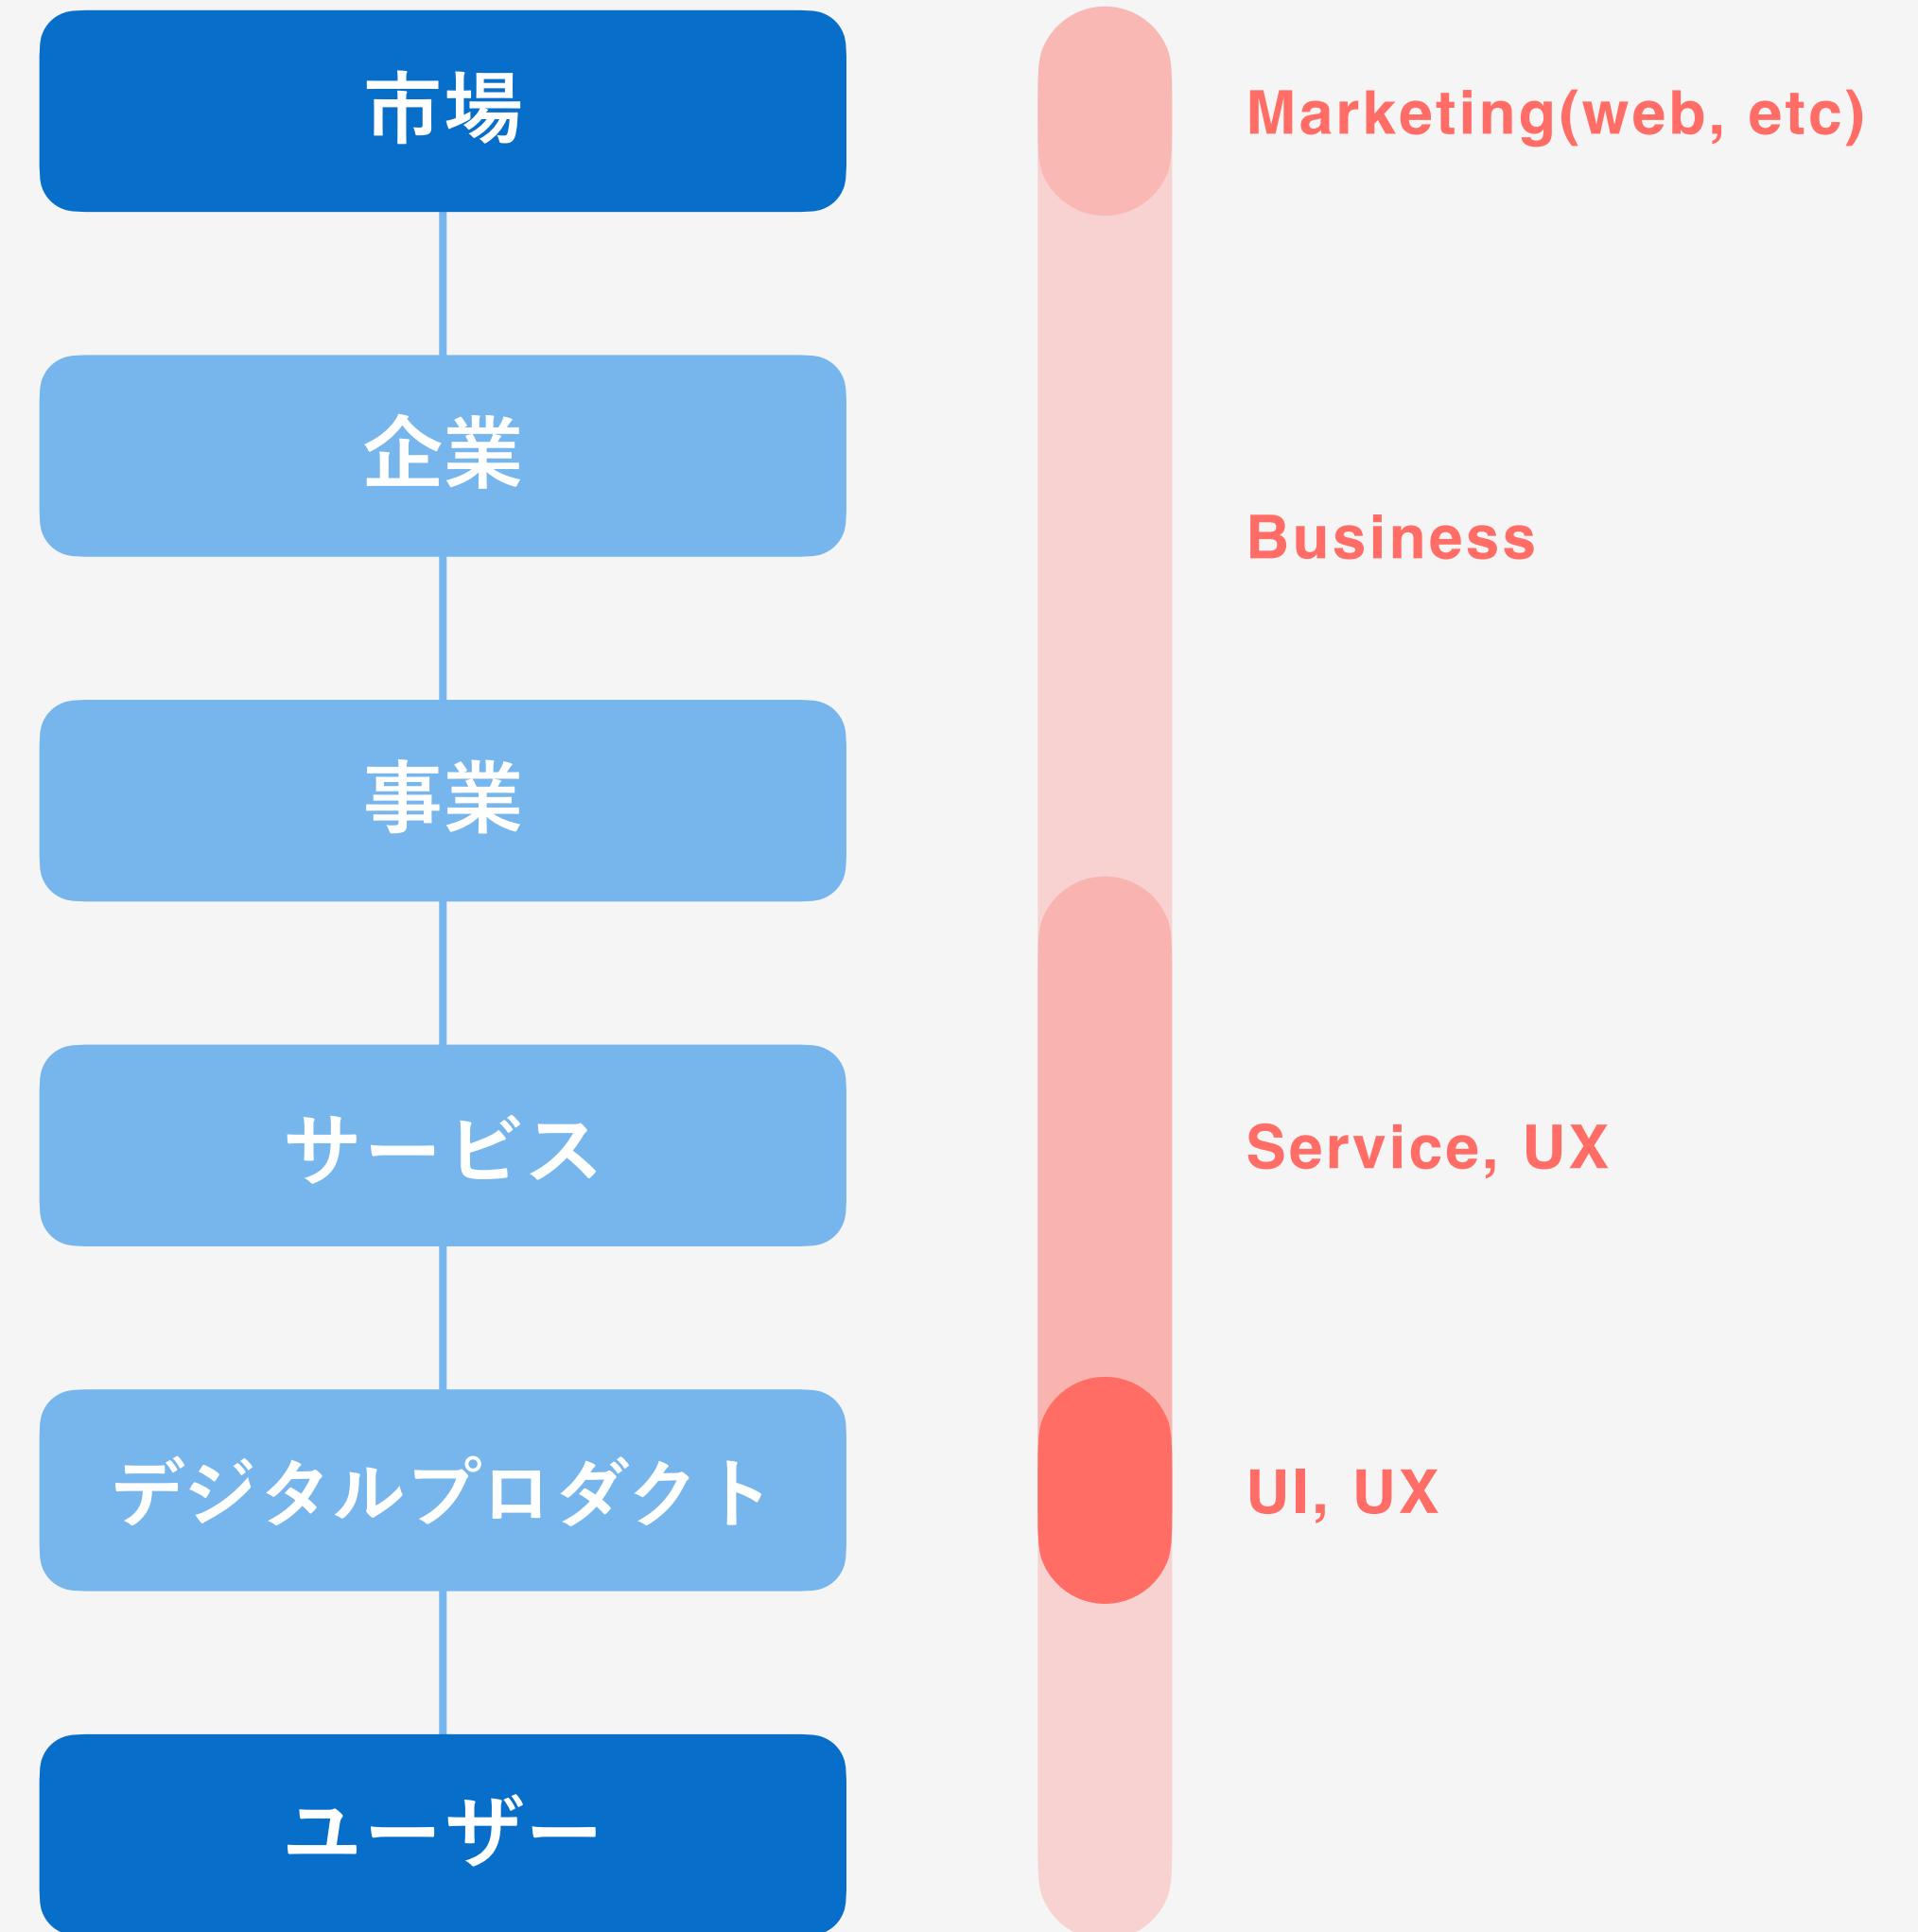 市場
Marketing(web, etc)
企業
Business
事業
サービス
Service, UX
デジタルプロダクト
UI, UX
ユーザー